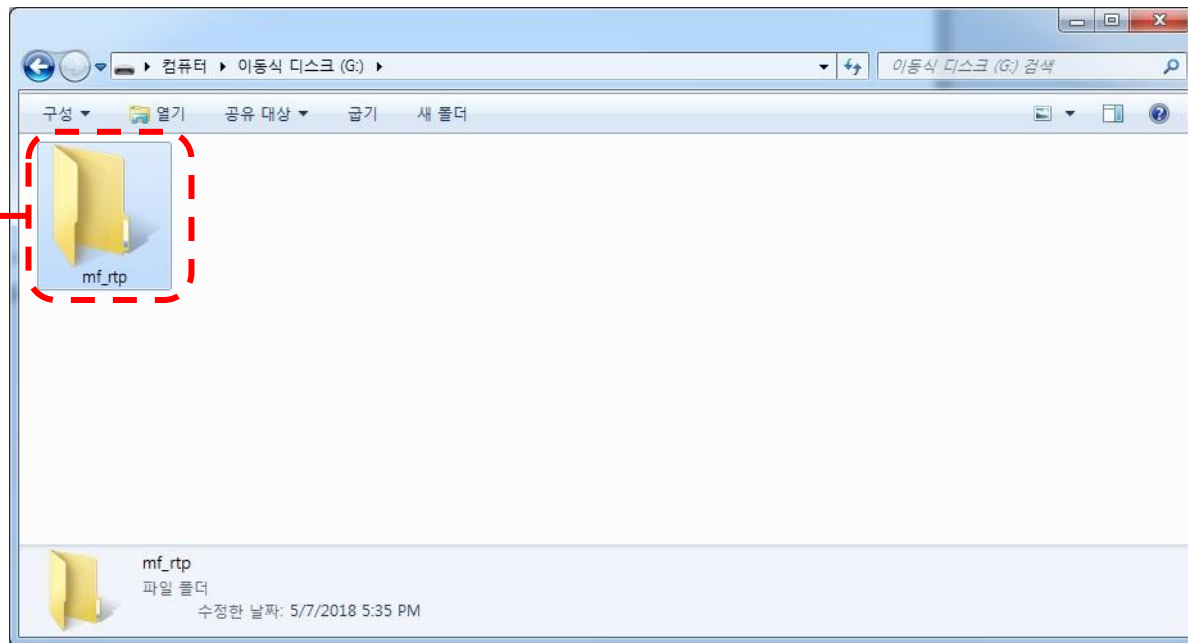 컴퓨터 이동식 디스크 (G:)
이동식 디스크 (G:) 검색
구성 열기 공유 대상 굽기 새 폴더
mf_rtp
mf_rtp
파일 폴더
수정한 날짜: 5/7/2018 5:35 PM